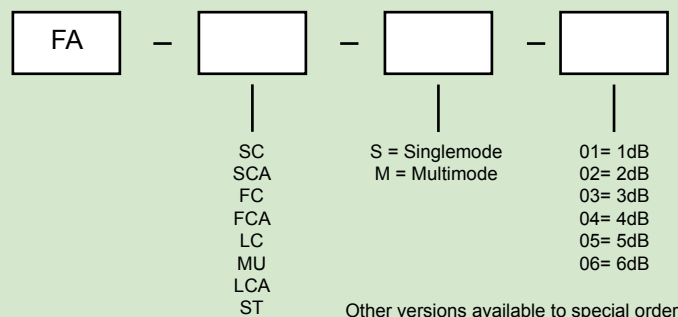 FA – – –
SC
SCA
FC
FCA
LC
MU
LCA
ST
S = Singlemode
M = Multimode
01= 1dB
02= 2dB
03= 3dB
04= 4dB
05= 5dB
06= 6dB
Other versions available to special order